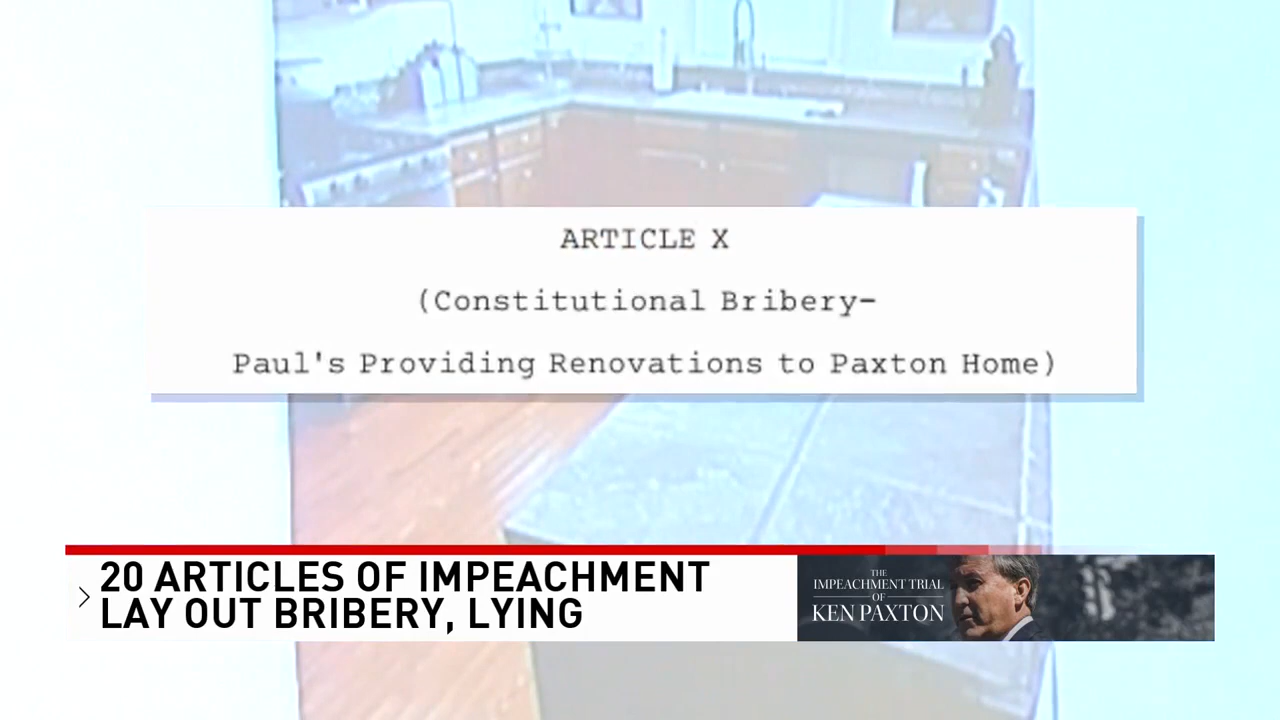 ARTICLE X
(Constitutional Bribery-
Paul's Providing Renovations to Paxton Home)
20 ARTICLES OF IMPEACHMENT
LAY OUT BRIBERY, LYING
THE
IMPEACHMENT TRIAL
OF
KEN PAXTON